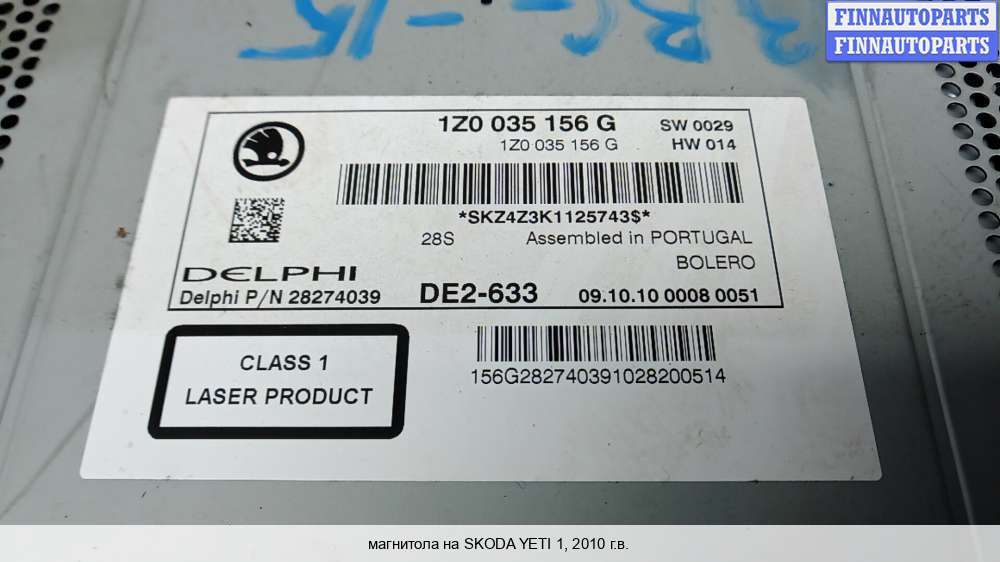 FINNAUTOPARTS
FINNAUTOPARTS
1Z0 035 156 G SW 0029
1Z0 035 156 G HW 014
*SKZ4Z3K1125743$*
28S Assembled in PORTUGAL
BOLERO
DELPHI
Delphi P/N 28274039 DE2-633 09.10.10 0008 0051
CLASS 1
LASER PRODUCT
156G282740391028200514
магнитола на SKODA YETI 1, 2010 г.в.